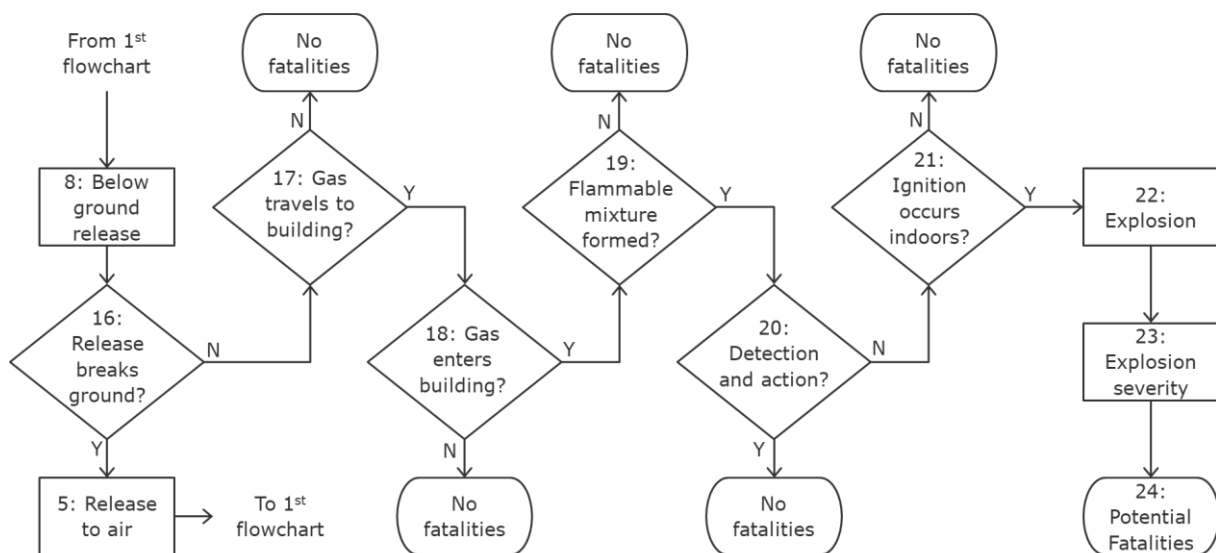 From 1st
flowchart
No
fatalities
No
fatalities
No
fatalities
N
N
N
8: Below
ground
release
17: Gas
travels to
building?
Y
19:
Flammable
mixture
formed?
Y
21:
Ignition
occurs
indoors?
Y
22:
Explosion
16:
Release
breaks
ground?
N
18: Gas
enters
building?
Y
20:
Detection
and action?
N
23:
Explosion
severity
Y
N
Y
5: Release
to air
To 1st
flowchart
No
fatalities
No
fatalities
24:
Potential
Fatalities